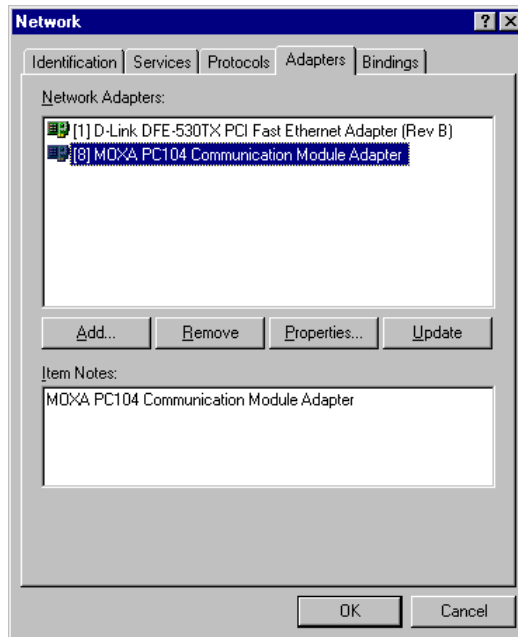 Network
Identification Services Protocols Adapters Bindings
Network Adapters:
[1] D-Link DFE-530TX PCI Fast Ethernet Adapter (Rev B)
[8] MOXA PC104 Communication Module Adapter
Add... Remove Properties... Update
Item Notes:
MOXA PC104 Communication Module Adapter
OK Cancel